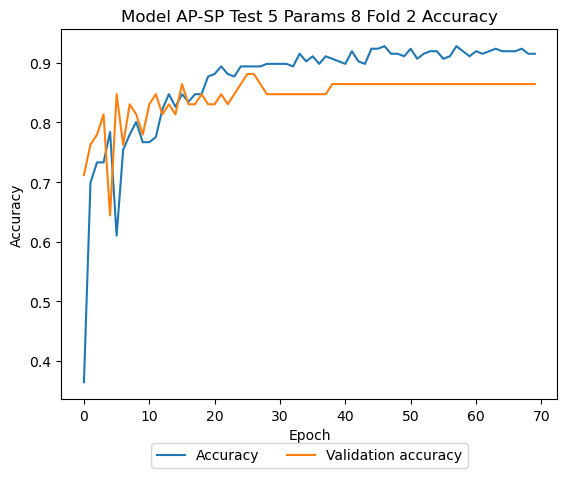 Model AP-SP Test 5 Params 8 Fold 2 Accuracy
Accuracy
0.9
0.8
0.7
0.6
0.5
0.4
0 10 20 30 40 50 60 70
Epoch
Accuracy Validation accuracy